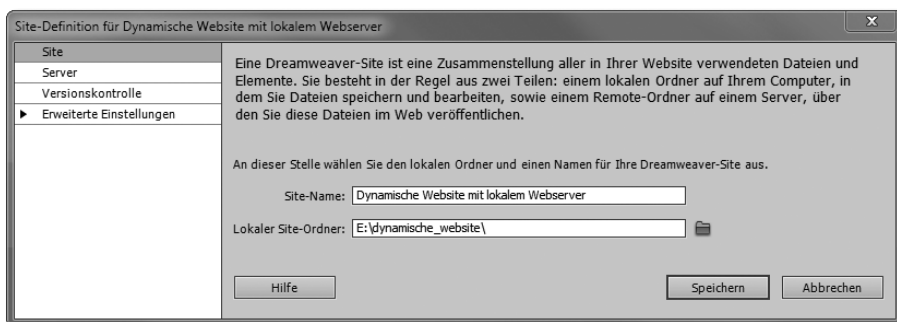 Site-Definition für Dynamische Website mit lokalem Webserver
Site
Server
Versionskontrolle
Erweiterte Einstellungen
Eine Dreamweaver-Site ist eine Zusammenstellung aller in Ihrer Website verwendeten Dateien und
Elemente. Sie besteht in der Regel aus zwei Teilen: einem lokalen Ordner auf Ihrem Computer, in
dem Sie Dateien speichern und bearbeiten, sowie einem Remote-Ordner auf einem Server, über
den Sie diese Dateien im Web veröffentlichen.
An dieser Stelle wählen Sie den lokalen Ordner und einen Namen für Ihre Dreamweaver-Site aus.
Site-Name: Dynamische Website mit lokalem Webserver
Lokaler Site-Ordner: E:\dynamische_website\
Hilfe Speichern Abbrechen